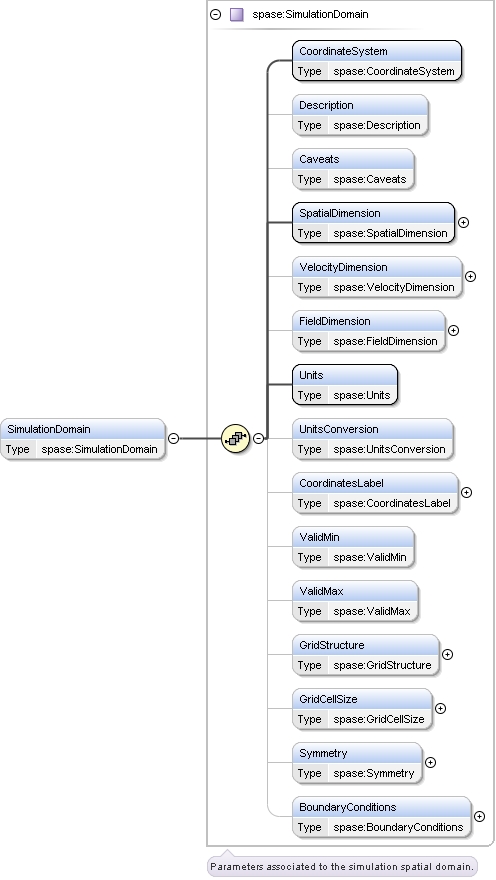 spase:SimulationDomain
CoordinateSystem
Type spase:CoordinateSystem
Description
Type spase:Description
Caveats
Type spase:Caveats
SpatialDimension
Type spase:SpatialDimension
VelocityDimension
Type spase:VelocityDimension
FieldDimension
Type spase:FieldDimension
Units
Type spase:Units
SimulationDomain
Type spase:SimulationDomain
UnitsConversion
Type spase:UnitsConversion
CoordinatesLabel
Type spase:CoordinatesLabel
ValidMin
Type spase:ValidMin
ValidMax
Type spase:ValidMax
GridStructure
Type spase:GridStructure
GridCellSize
Type spase:GridCellSize
Symmetry
Type spase:Symmetry
BoundaryConditions
Type spase:BoundaryConditions
Parameters associated to the simulation spatial domain.